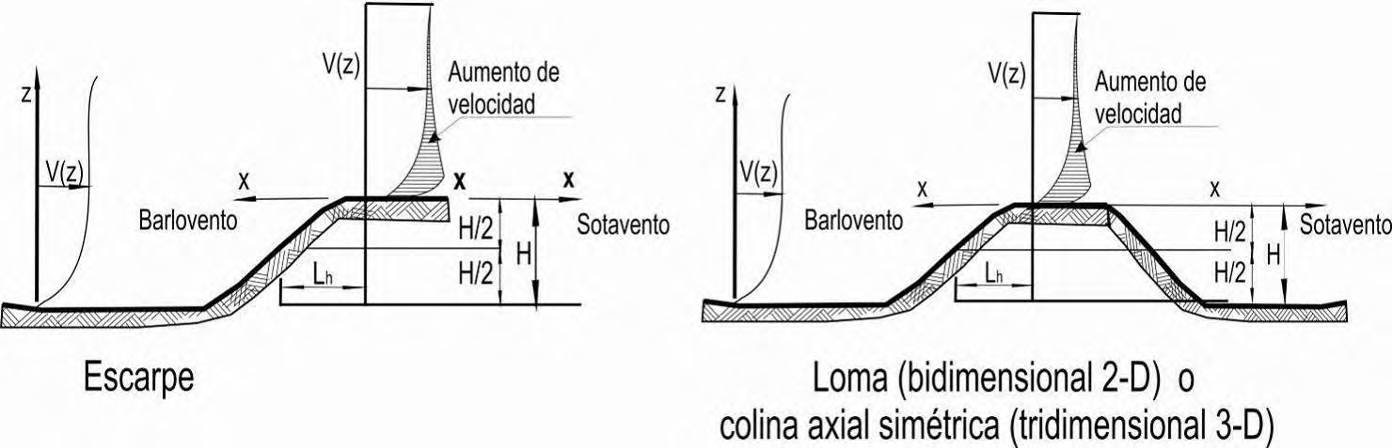 V(z)
Aumento de
velocidad
z
V(z)
x
x
x
Barlovento
Sotavento
H/2
H
H/2
Lh
Escarpe
V(z)
Aumento de
velocidad
z
V(z)
x
x
Barlovento
Sotavento
H/2
H
H/2
Lh
Loma (bidimensional 2-D) o
colina axial simétrica (tridimensional 3-D)